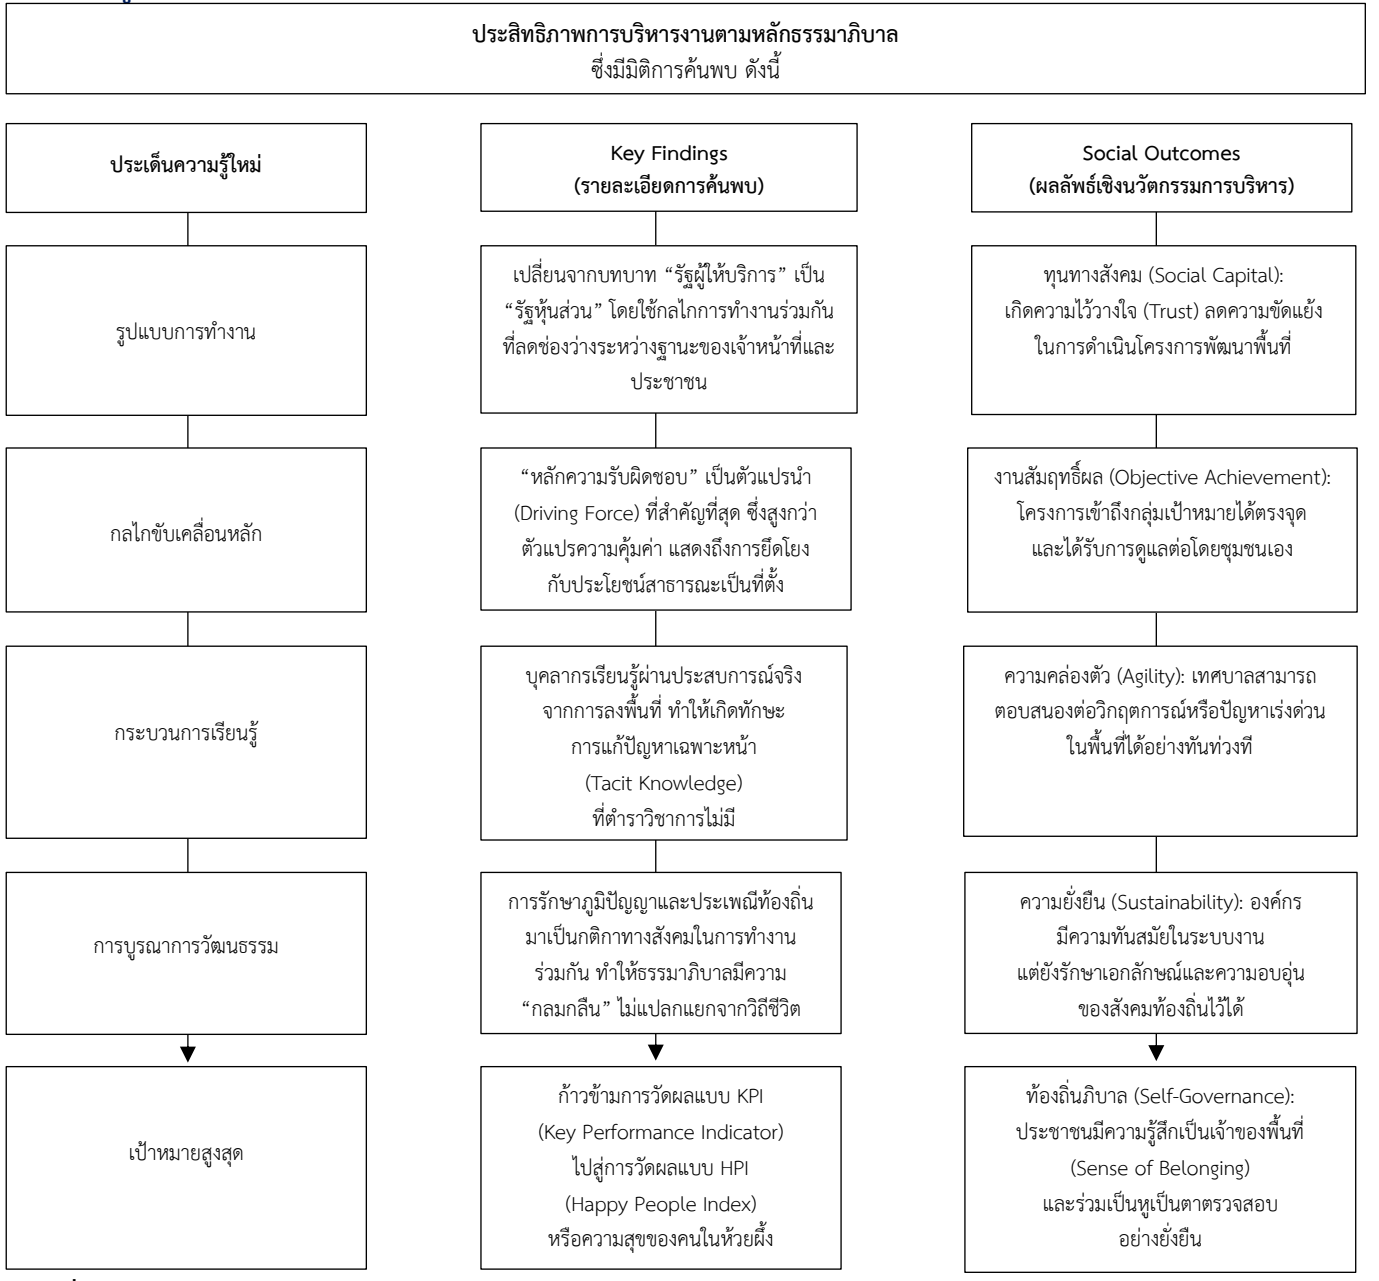 ประสิทธิภาพการบริหารงานตามหลักธรรมาภิบาล
ซึ่งมีมิติการค้นพบ ดังนี้
ประเด็นความรู้ใหม่
Key Findings
(รายละเอียดการค้นพบ)
Social Outcomes
(ผลลัพธ์เชิงนวัตกรรมการบริหาร)
รูปแบบการทำงาน
เปลี่ยนจากบทบาท “รัฐผู้ให้บริการ” เป็น
“รัฐหุ้นส่วน” โดยใช้กลไกการทำงานร่วมกัน
ที่ลดช่องว่างระหว่างฐานะของเจ้าหน้าที่และ
ประชาชน
ทุนทางสังคม (Social Capital):
เกิดความไว้วางใจ (Trust) ลดความขัดแย้ง
ในการดำเนินโครงการพัฒนาพื้นที่
กลไกขับเคลื่อนหลัก
“หลักความรับผิดชอบ” เป็นตัวแปรนำ
(Driving Force) ที่สำคัญที่สุด ซึ่งสูงกว่า
ตัวแปรความคุ้มค่า แสดงถึงการยึดโยง
กับประโยชน์สาธารณะเป็นที่ตั้ง
งานสัมฤทธิ์ผล (Objective Achievement):
โครงการเข้าถึงกลุ่มเป้าหมายได้ตรงจุด
และได้รับการดูแลต่อโดยชุมชนเอง
กระบวนการเรียนรู้
บุคลากรเรียนรู้ผ่านประสบการณ์จริง
จากการลงพื้นที่ ทำให้เกิดทักษะ
การแก้ปัญหาเฉพาะหน้า
(Tacit Knowledge)
ที่ตำราวิชาการไม่มี
ความคล่องตัว (Agility): เทศบาลสามารถ
ตอบสนองต่อวิกฤตการณ์หรือปัญหาเร่งด่วน
ในพื้นที่ได้อย่างทันท่วงที
การบูรณาการวัฒนธรรม
การรักษาภูมิปัญญาและประเพณีท้องถิ่น
มาเป็นกติกาทางสังคมในการทำงาน
ร่วมกัน ทำให้ธรรมาภิบาลมีความ
“กลมกลืน” ไม่แปลกแยกจากวิถีชีวิต
ความยั่งยืน (Sustainability): องค์กร
มีความทันสมัยในระบบงาน
แต่ยังรักษาเอกลักษณ์และความอบอุ่น
ของสังคมท้องถิ่นไว้ได้
เป้าหมายสูงสุด
ก้าวข้ามการวัดผลแบบ KPI
(Key Performance Indicator)
ไปสู่การวัดผลแบบ HPI
(Happy People Index)
หรือความสุขของคนในห้วยผึ้ง
ท้องถิ่นภิบาล (Self-Governance):
ประชาชนมีความรู้สึกเป็นเจ้าของพื้นที่
(Sense of Belonging)
และร่วมเป็นหูเป็นตาตรวจสอบ
อย่างยั่งยืน